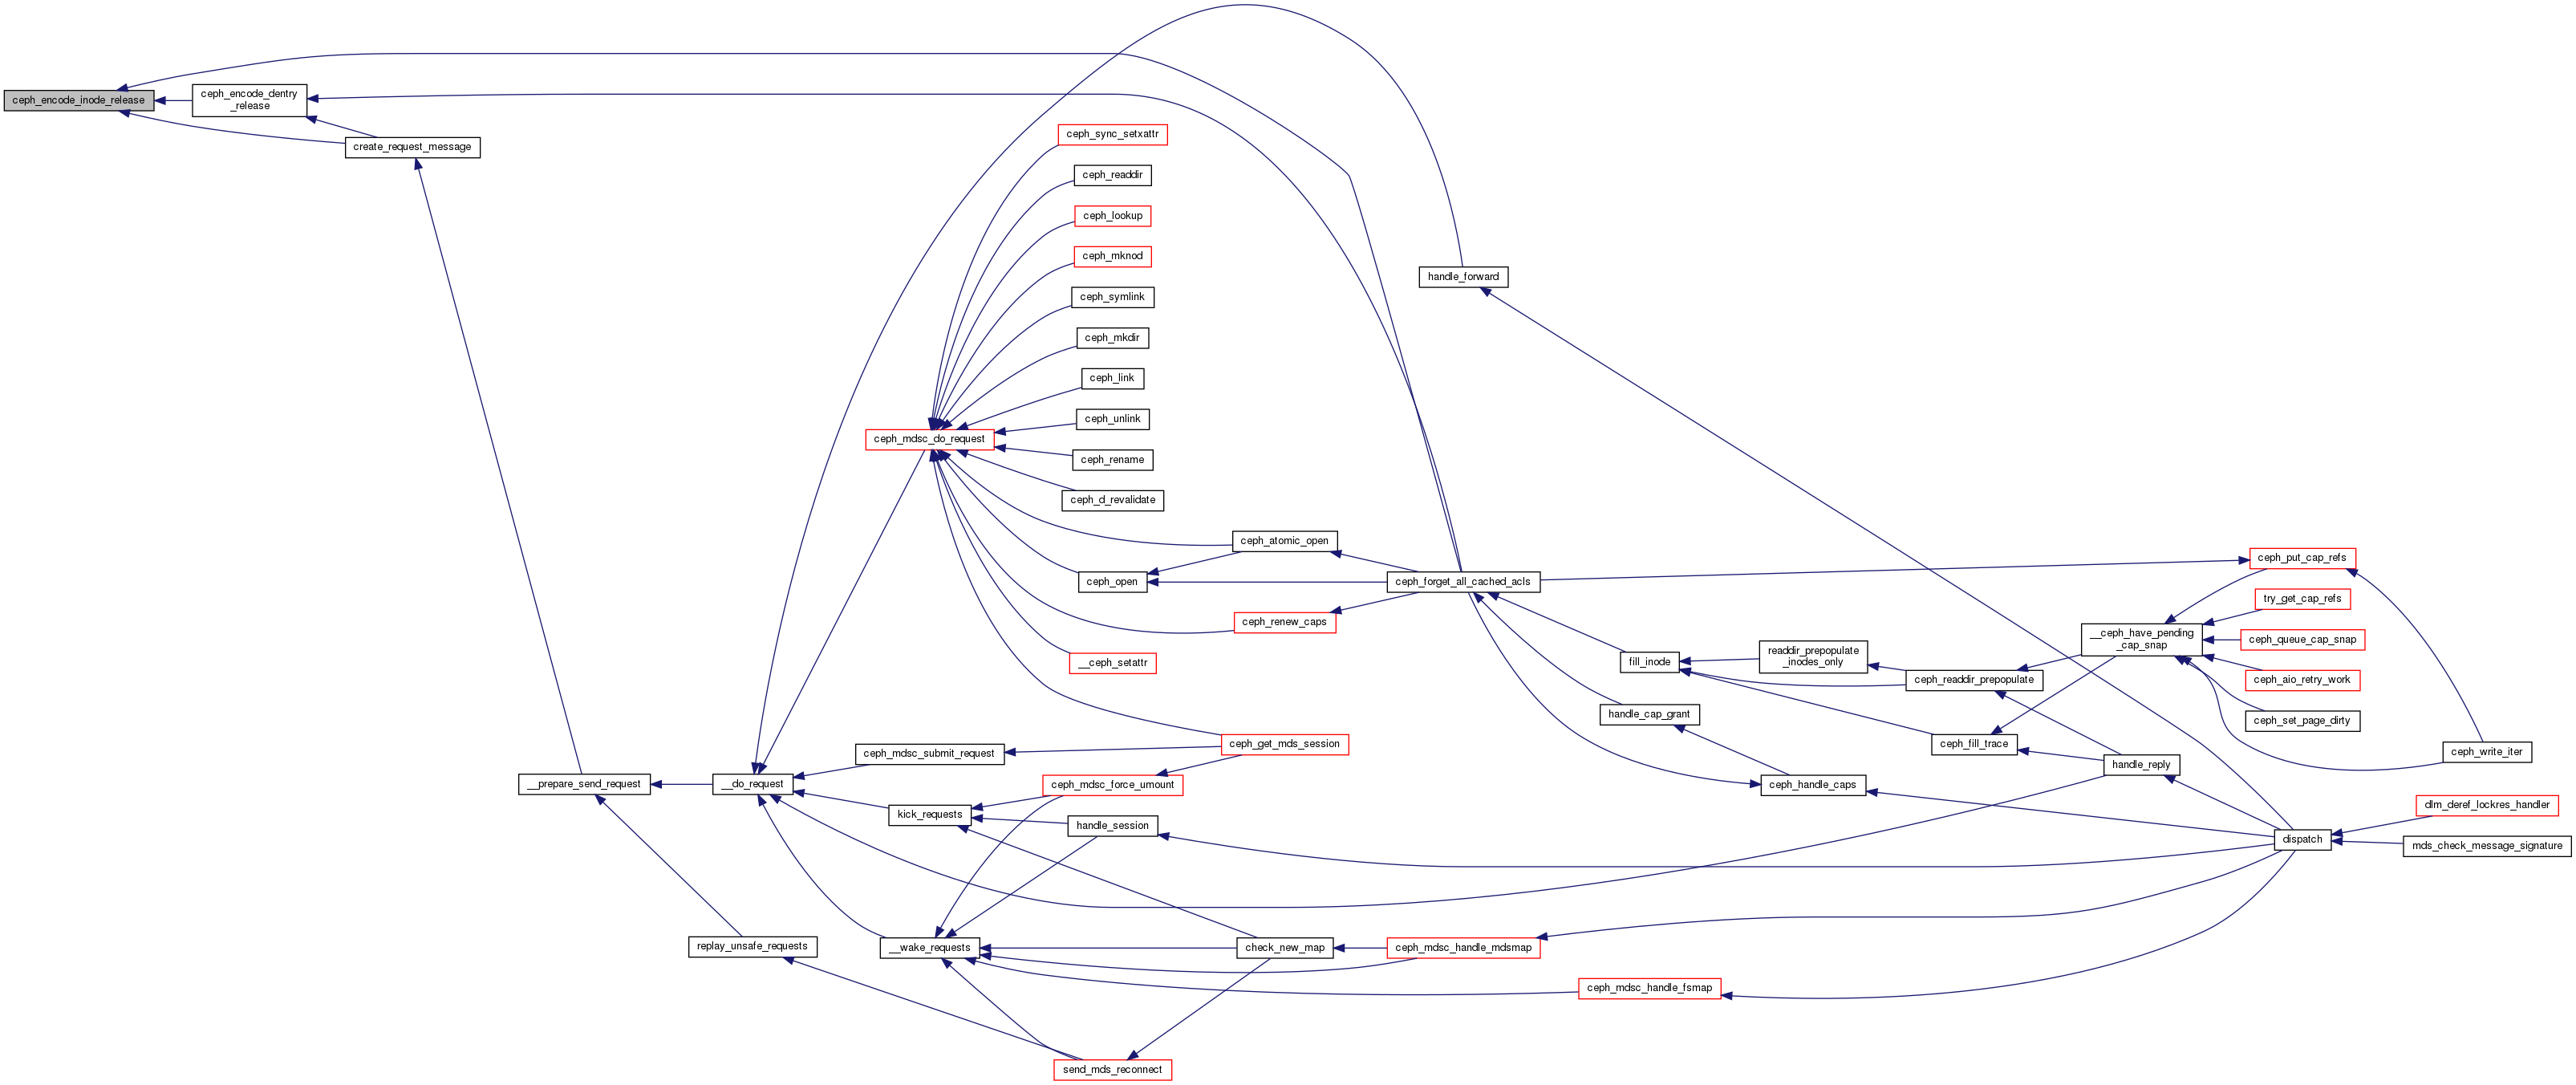 ceph_encode_inode_release
ceph_encode_dentry
_release
create_request_message
__prepare_send_request
replay_unsafe_requests
__do_request
ceph_mdsc_do_request
ceph_mdsc_submit_request
kick_requests
__wake_requests
ceph_sync_setxattr
ceph_readdir
ceph_lookup
ceph_mknod
ceph_symlink
ceph_mkdir
ceph_link
ceph_unlink
ceph_rename
ceph_d_revalidate
ceph_atomic_open
ceph_open
ceph_renew_caps
__ceph_setattr
ceph_get_mds_session
ceph_mdsc_force_umount
handle_session
check_new_map
send_mds_reconnect
handle_forward
ceph_forget_all_cached_acls
ceph_mdsc_handle_mdsmap
ceph_mdsc_handle_fsmap
fill_inode
handle_cap_grant
readdir_prepopulate
_inodes_only
ceph_handle_caps
ceph_readdir_prepopulate
ceph_fill_trace
__ceph_have_pending
_cap_snap
handle_reply
ceph_put_cap_refs
try_get_cap_refs
ceph_queue_cap_snap
ceph_aio_retry_work
ceph_set_page_dirty
ceph_write_iter
dispatch
dlm_deref_lockres_handler
mds_check_message_signature